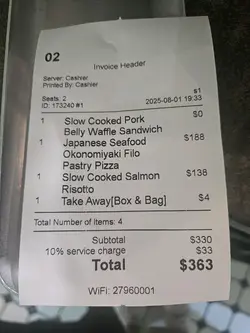 02
Invoice Header
Server: Cashier
Printed By: Cashier
a1
Seats: 2 2025-08-01 19:33
ID: 173240 #1
1 Slow Cooked Pork $0
Belly Waffle Sandwich
1 Japanese Seafood $188
Okonomiyaki Filo
Pastry Pizza
1 Slow Cooked Salmon $138
Risotto
1 Take Away[Box & Bag] $4
Total Number of Items: 4
Subtotal $330
10% service charge $33
Total $363
WiFi: 27960001